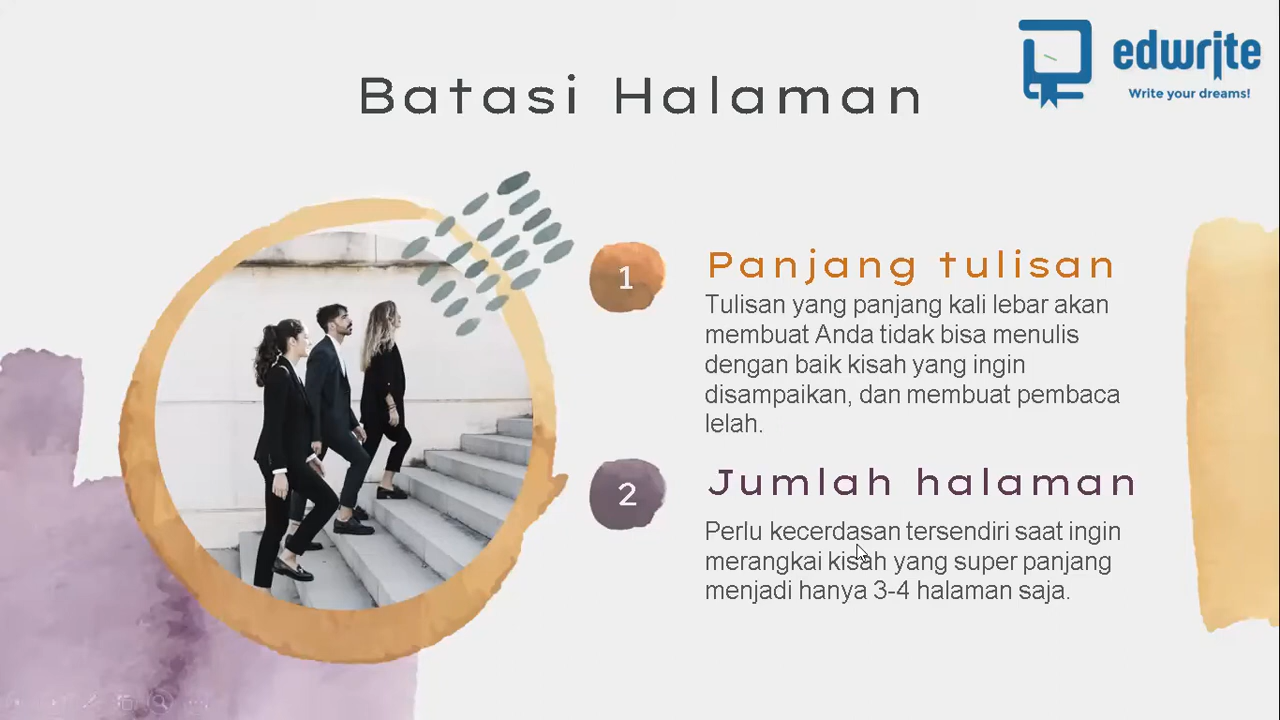 edwrite
Write your dreams!
Batasi Halaman
1
Panjang tulisan
Tulisan yang panjang kali lebar akan
membuat Anda tidak bisa menulis
dengan baik kisah yang ingin
disampaikan, dan membuat pembaca
lelah.
2
Jumlah halaman
Perlu kecerdasan tersendiri saat ingin
merangkai kisah yang super panjang
menjadi hanya 3-4 halaman saja.